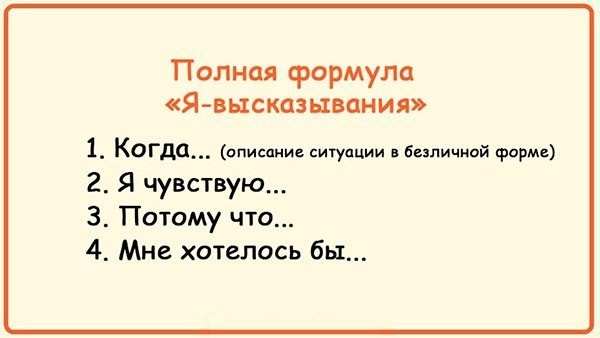 Полная формула
«Я-высказывания»
1. Когда... (описание ситуации в безличной форме)
2. Я чувствую...
3. Потому что...
4. Мне хотелось бы...